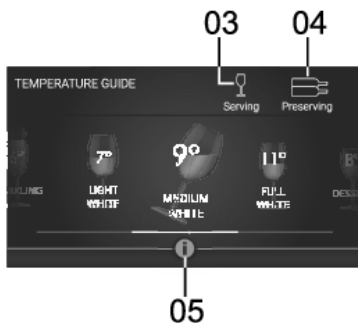 03 04
TEMPERATURE GUIDE
Serving Preserving
7° 9° 11°
LIGHT WHITE
MEDIUM WHITE
FULL WHITE
05